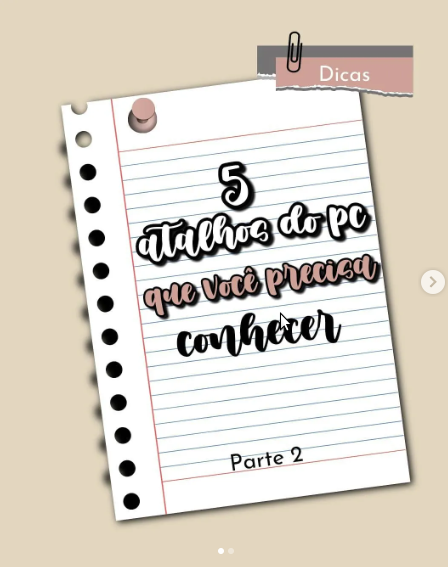 Dicas
5
atalhos do pc
que você precisa
conhecer
Parte 2